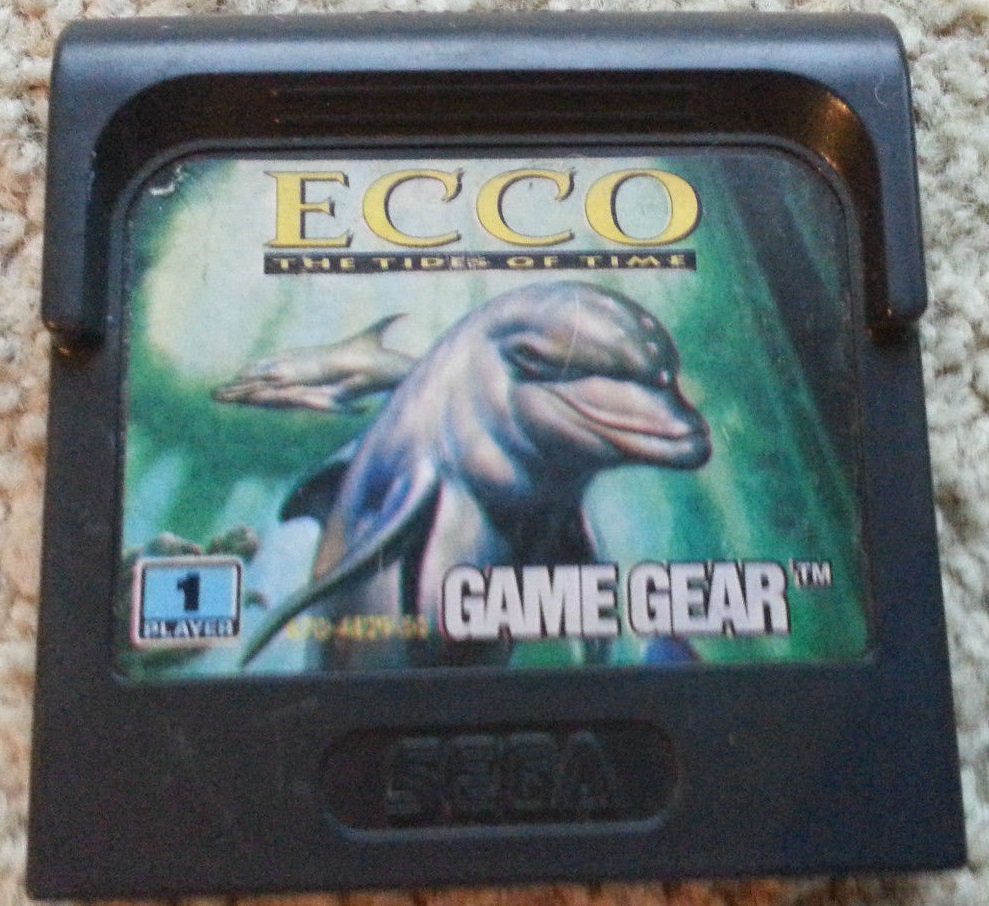 ECCO
THE TIDES OF TIME
1
PLAYER
GAME GEAR™
SEGA